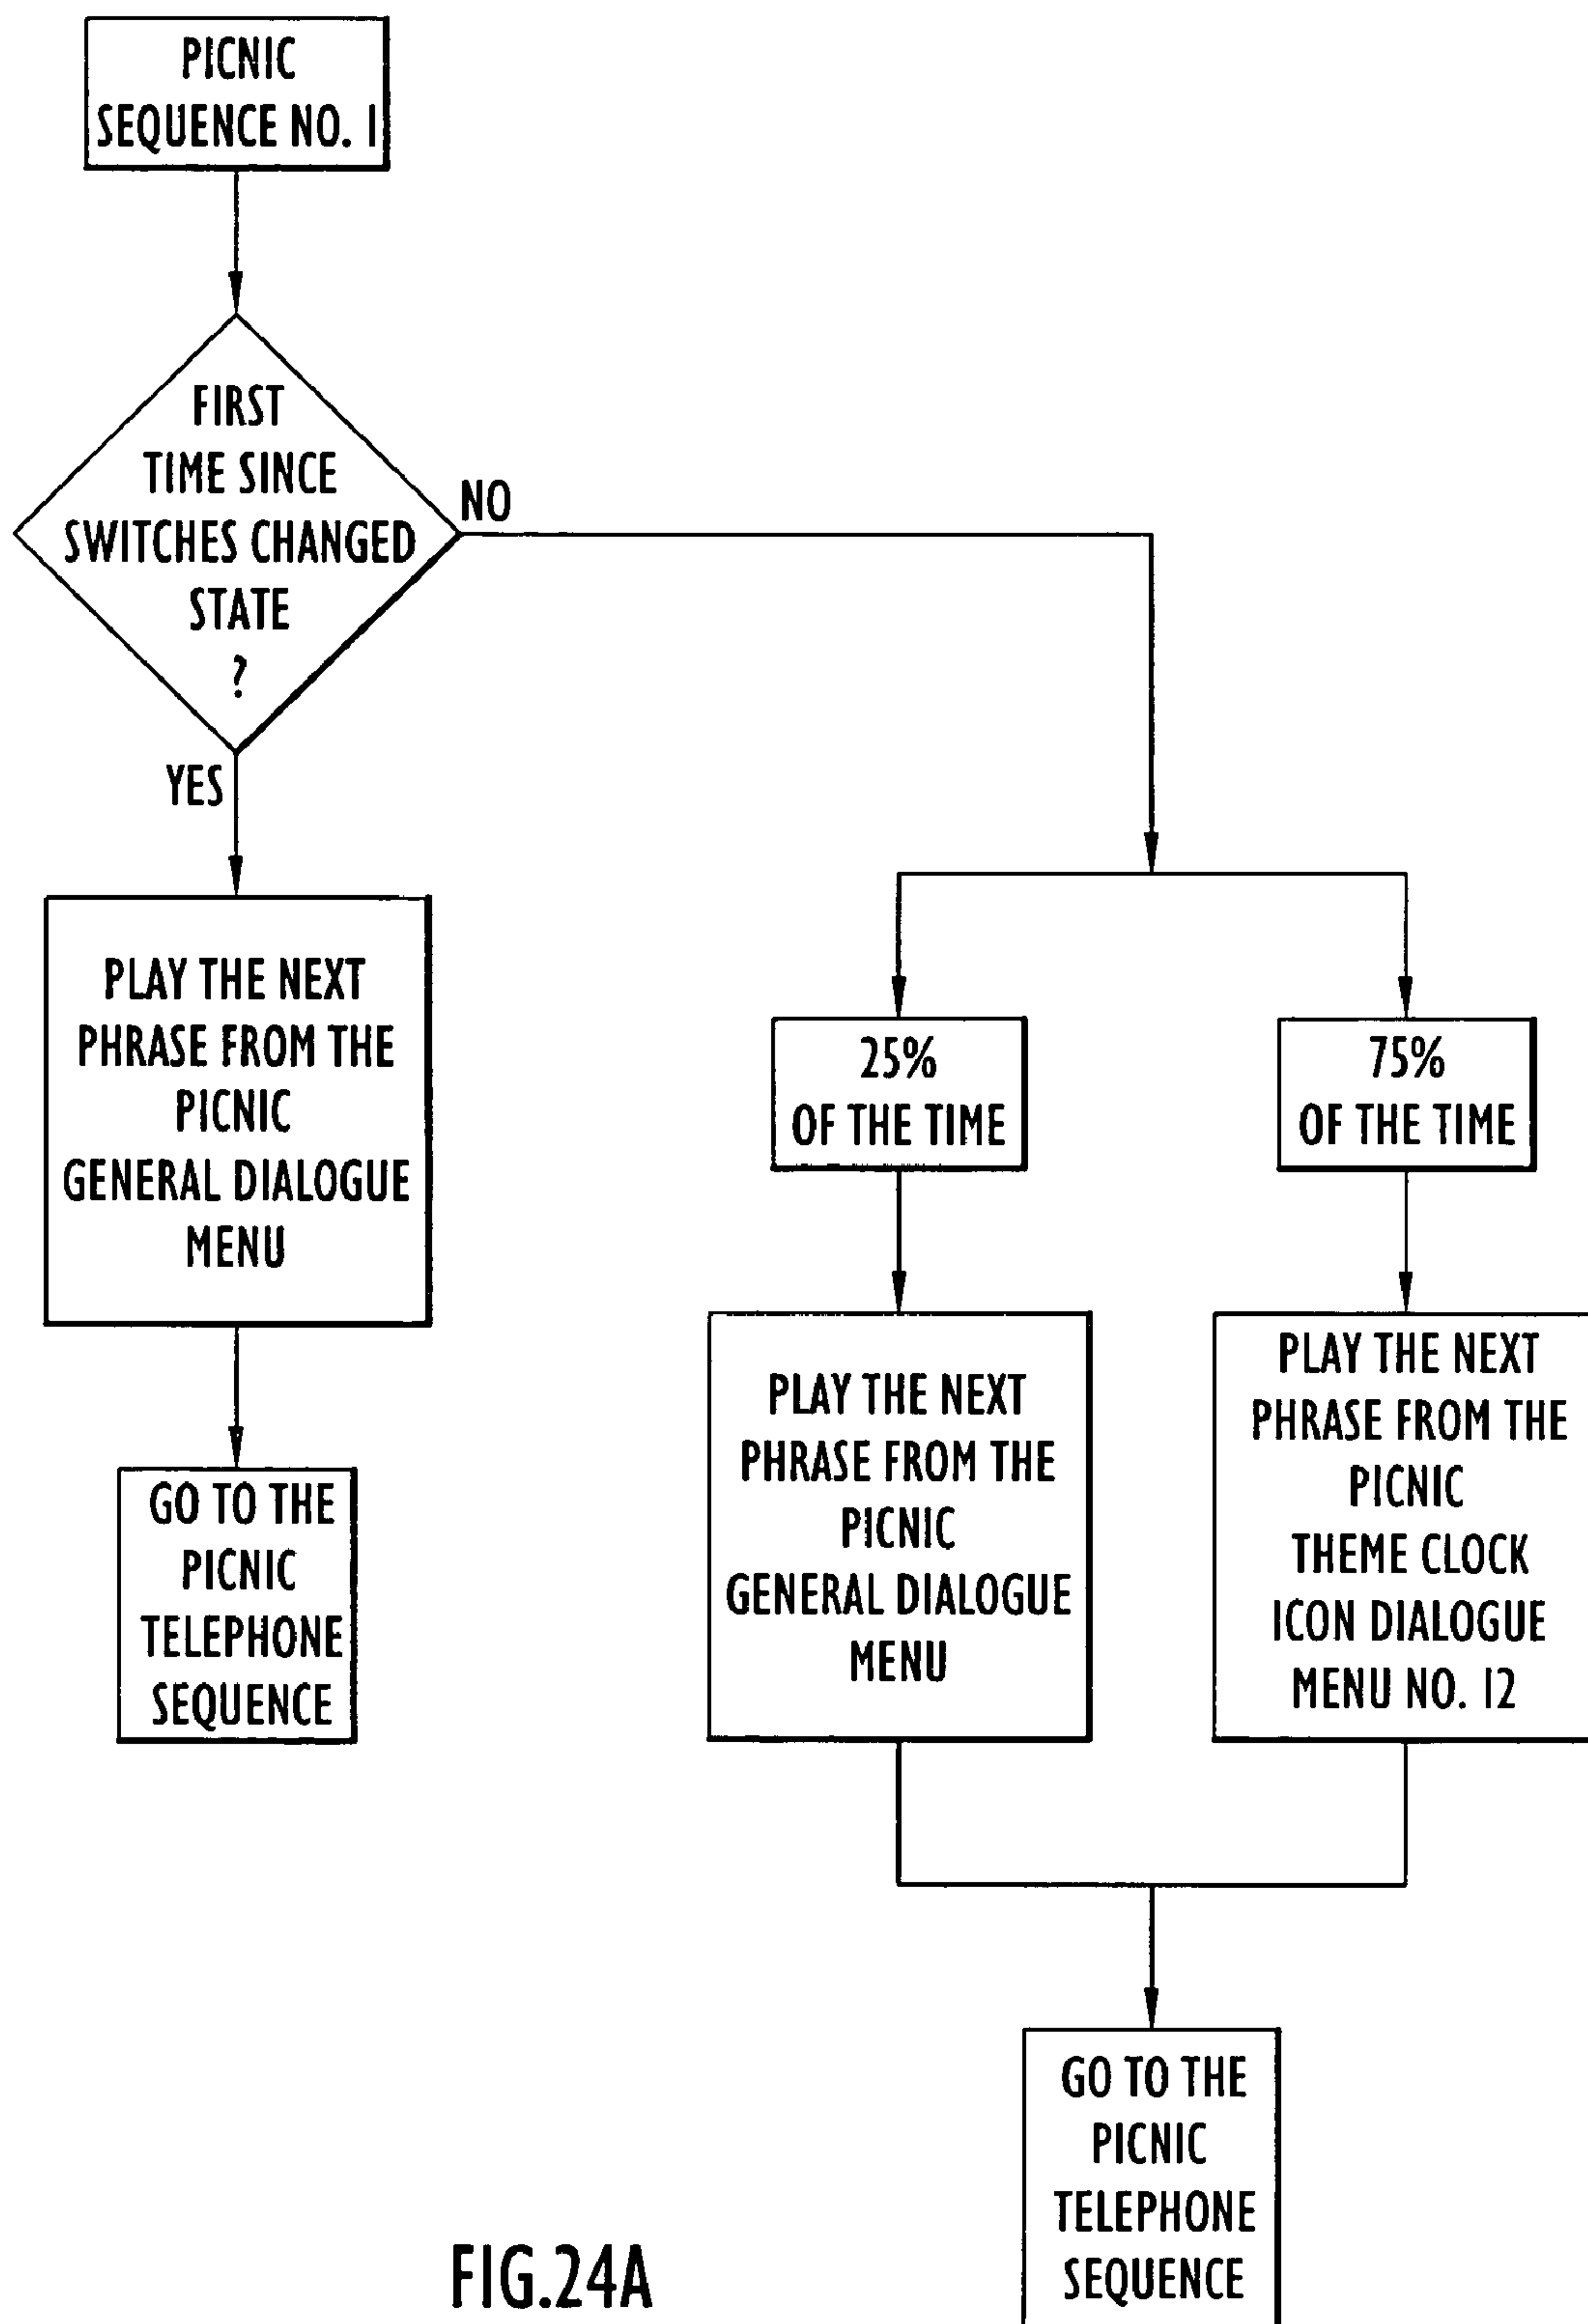 PICNIC
SEQUENCE NO. 1
FIRST
TIME SINCE
SWITCHES CHANGED
STATE
?
NO
YES
PLAY THE NEXT
PHRASE FROM THE
PICNIC
GENERAL DIALOGUE
MENU
GO TO THE
PICNIC
TELEPHONE
SEQUENCE
25%
OF THE TIME
75%
OF THE TIME
PLAY THE NEXT
PHRASE FROM THE
PICNIC
GENERAL DIALOGUE
MENU
PLAY THE NEXT
PHRASE FROM THE
PICNIC
THEME CLOCK
ICON DIALOGUE
MENU NO. 12
GO TO THE
PICNIC
TELEPHONE
SEQUENCE
FIG.24A